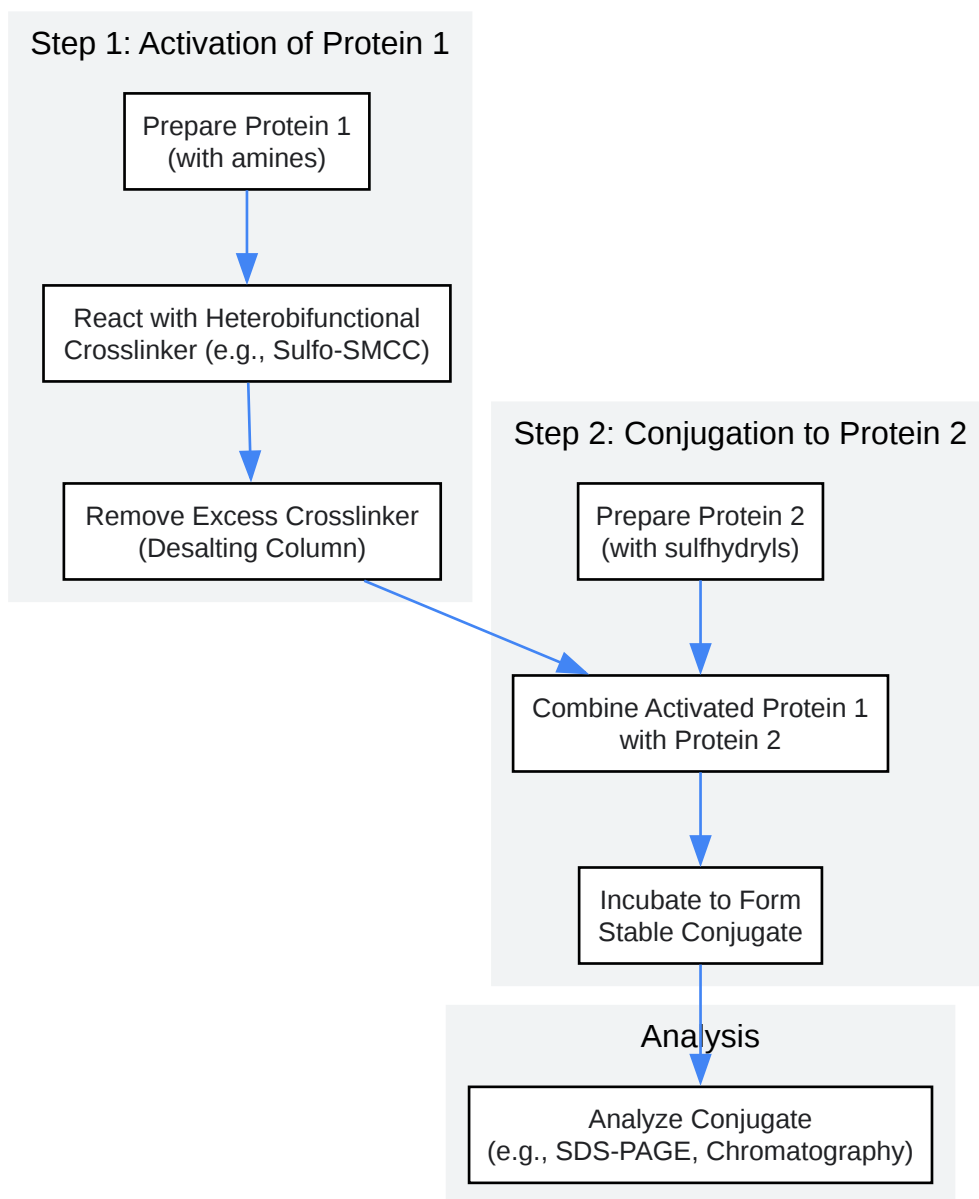 Step 1: Activation of Protein 1
Prepare Protein 1
(with amines)
React with Heterobifunctional
Crosslinker (e.g., Sulfo-SMCC)
Remove Excess Crosslinker
(Desalting Column)
Step 2: Conjugation to Protein 2
Prepare Protein 2
(with sulfhydryls)
Combine Activated Protein 1
with Protein 2
Incubate to Form
Stable Conjugate
Analysis
Analyze Conjugate
(e.g., SDS-PAGE, Chromatography)